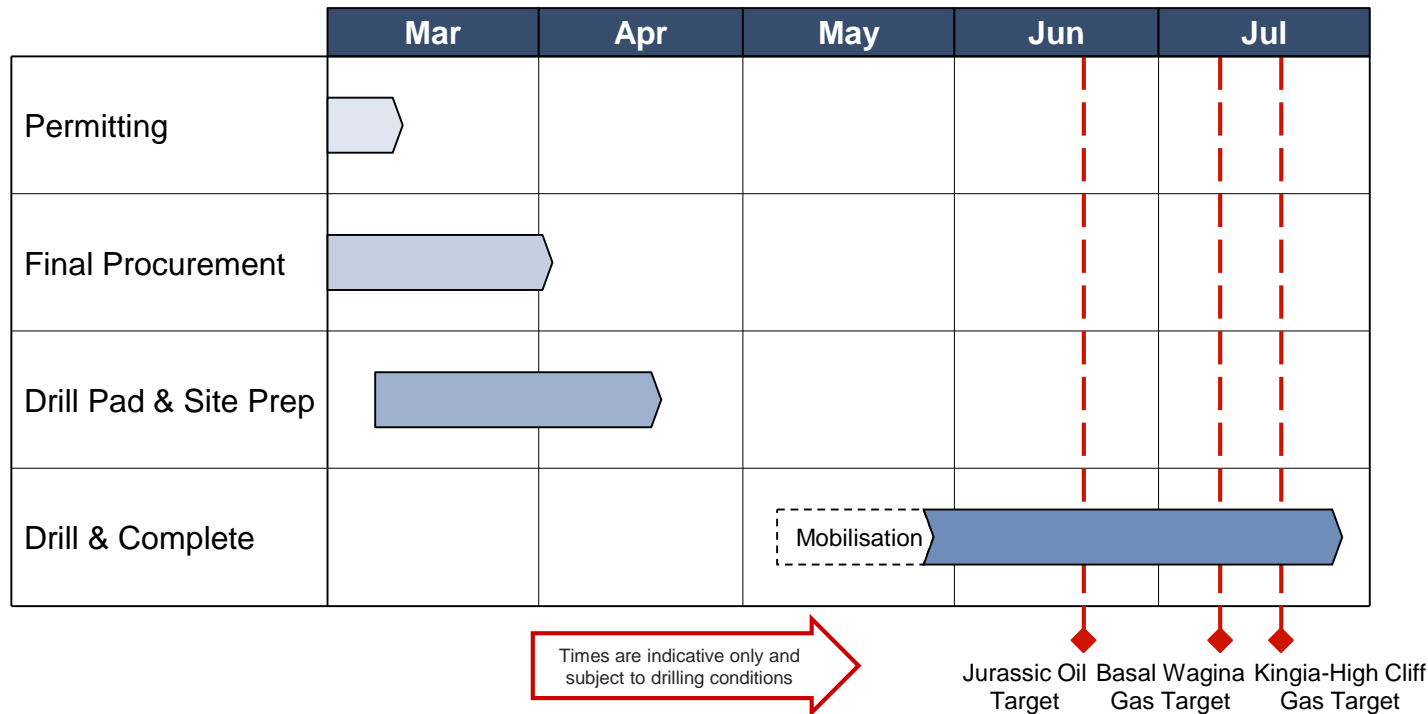 Mar Apr May Jun Jul
Permitting
Final Procurement
Drill Pad & Site Prep
Drill & Complete
Mobilisation
Times are indicative only and
subject to drilling conditions
Jurassic Oil
Target
Basal Wagina
Gas Target
Kingia-High Cliff
Gas Target